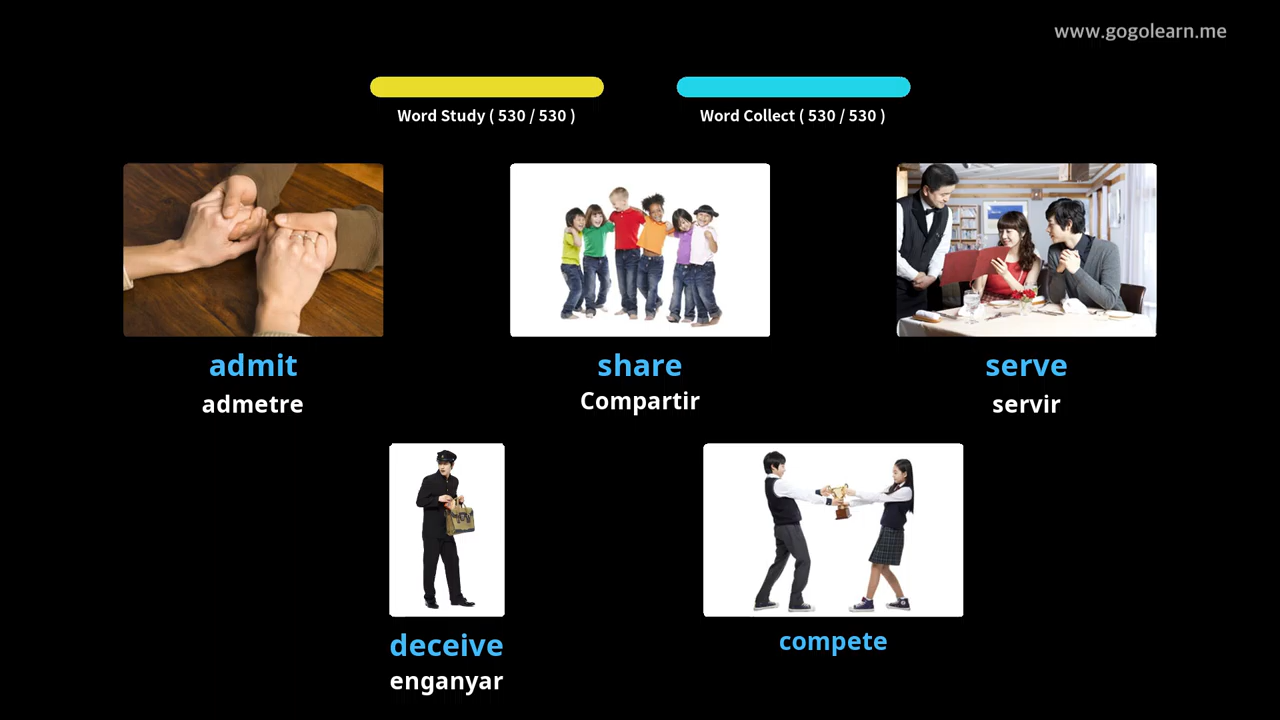 www.gogolearn.me
Word Study ( 530 / 530 )
Word Collect ( 530 / 530 )
admit
admetre
share
Compartir
serve
servir
deceive
enganyar
compete